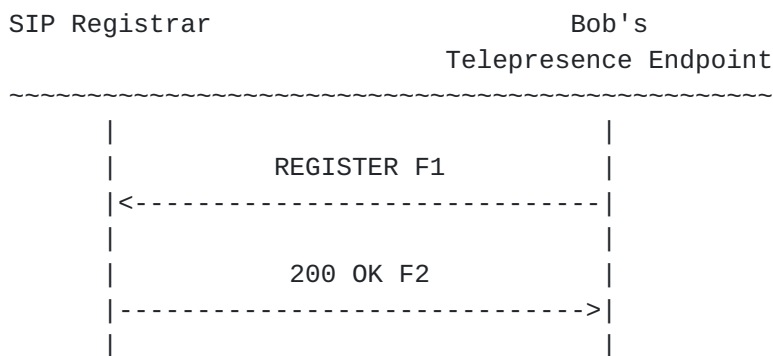 SIP Registrar Bob's
Telepresence Endpoint
~~~~~~~~~~~~~~~~~~~~~~~~~~~~~~~~~~~~~~~~~~~~~~~~~
| |
| REGISTER F1 |
|<------------------------------|
| |
| 200 OK F2 |
|------------------------------>|
| |